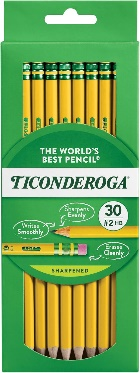 THE WORLD'S
BEST PENCIL®
TICONDEROGA®
Sharpens
Evenly
30
#2 HB
Writes
Smoothly
Erases
Cleanly
SHARPENED